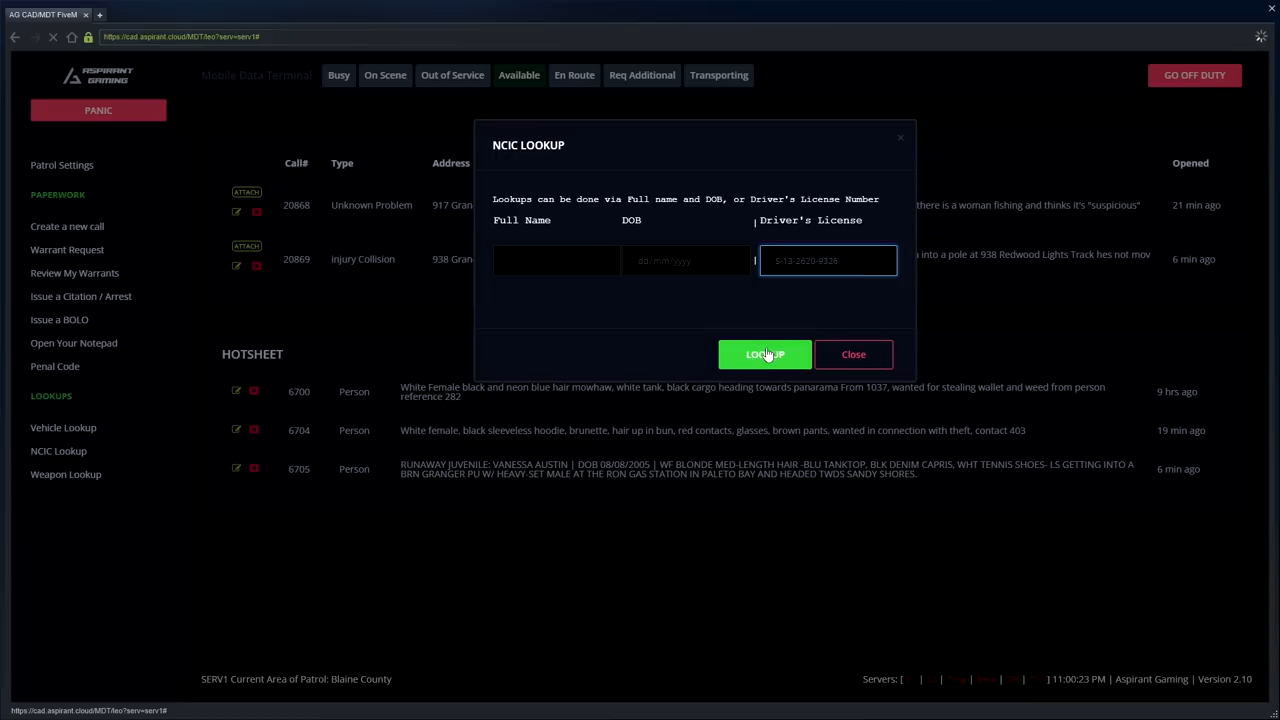 AG CAD/MDT FiveM
https://cad.aspirant.cloud/MDT/leo?serv=serv1#
ASPIRANT GAMING
Mobile Data Terminal Busy On Scene Out of Service Available En Route Req Additional Transporting GO OFF DUTY
PANIC
NCIC LOOKUP
Patrol Settings
Call# Type Address Opened
PAPERWORK
ATTACH
Lookups can be done via Full name and DOB, or Driver's License Number
20868 Unknown Problem 917 Gran there is a woman fishing and thinks it's "suspicious" 21 min ago
Full Name DOB | Driver's License
Create a new call
ATTACH
Warrant Request
20869 injury Collision 938 Gran into a pole at 938 Redwood Lights Track hes not mov 6 min ago
dd/mm/yyyy | S-13-2620-9326
Review My Warrants
Issue a Citation / Arrest
Issue a BOLO
Open Your Notepad
HOTSHEET
LOOKUP Close
Penal Code
6700 Person White Female black and neon blue hair mowhaw, white tank, black cargo heading towards panarama From 1037, wanted for stealing wallet and weed from person
reference 282
9 hrs ago
LOOKUPS
Vehicle Lookup
6704 Person White female, black sleeveless hoodie, brunette, hair up in bun, red contacts, glasses, brown pants, wanted in connection with theft, contact 403 19 min ago
NCIC Lookup
6705 Person RUNAWAY JUVENILE: VANESSA AUSTIN | DOB 08/08/2005 | WF BLONDE MED-LENGTH HAIR -BLU TANKTOP, BLK DENIM CAPRIS, WHT TENNIS SHOES- LS GETTING INTO A
BRN GRANGER PU W/ HEAVY-SET MALE AT THE RON GAS STATION IN PALETO BAY AND HEADED TWDS SANDY SHORES.
6 min ago
Weapon Lookup
SERV1 Current Area of Patrol: Blaine County
Servers: [ | | | | | ] 11:00:23 PM | Aspirant Gaming | Version 2.10
https://cad.aspirant.cloud/MDT/leo?serv=serv1#